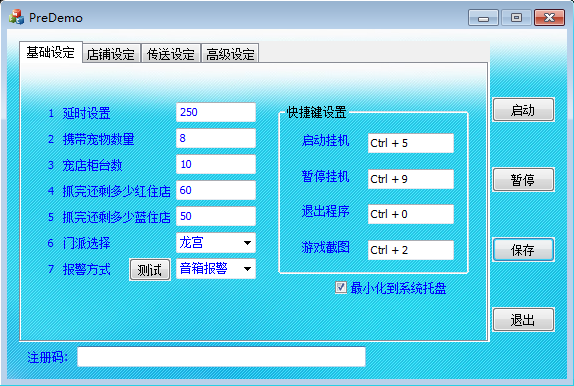 PreDemo
基础设定 店铺设定 传送设定 高级设定
1 延时设置 250
2 携带宠物数量 8
3 宠店柜台数 10
4 抓完还剩多少红住店 60
5 抓完还剩多少蓝住店 50
6 门派选择 龙宫
7 报警方式 测试 音箱报警
快捷键设置
启动挂机 Ctrl + 5
暂停挂机 Ctrl + 9
退出程序 Ctrl + 0
游戏截图 Ctrl + 2
最小化到系统托盘
启动
暂停
保存
退出
注册码: